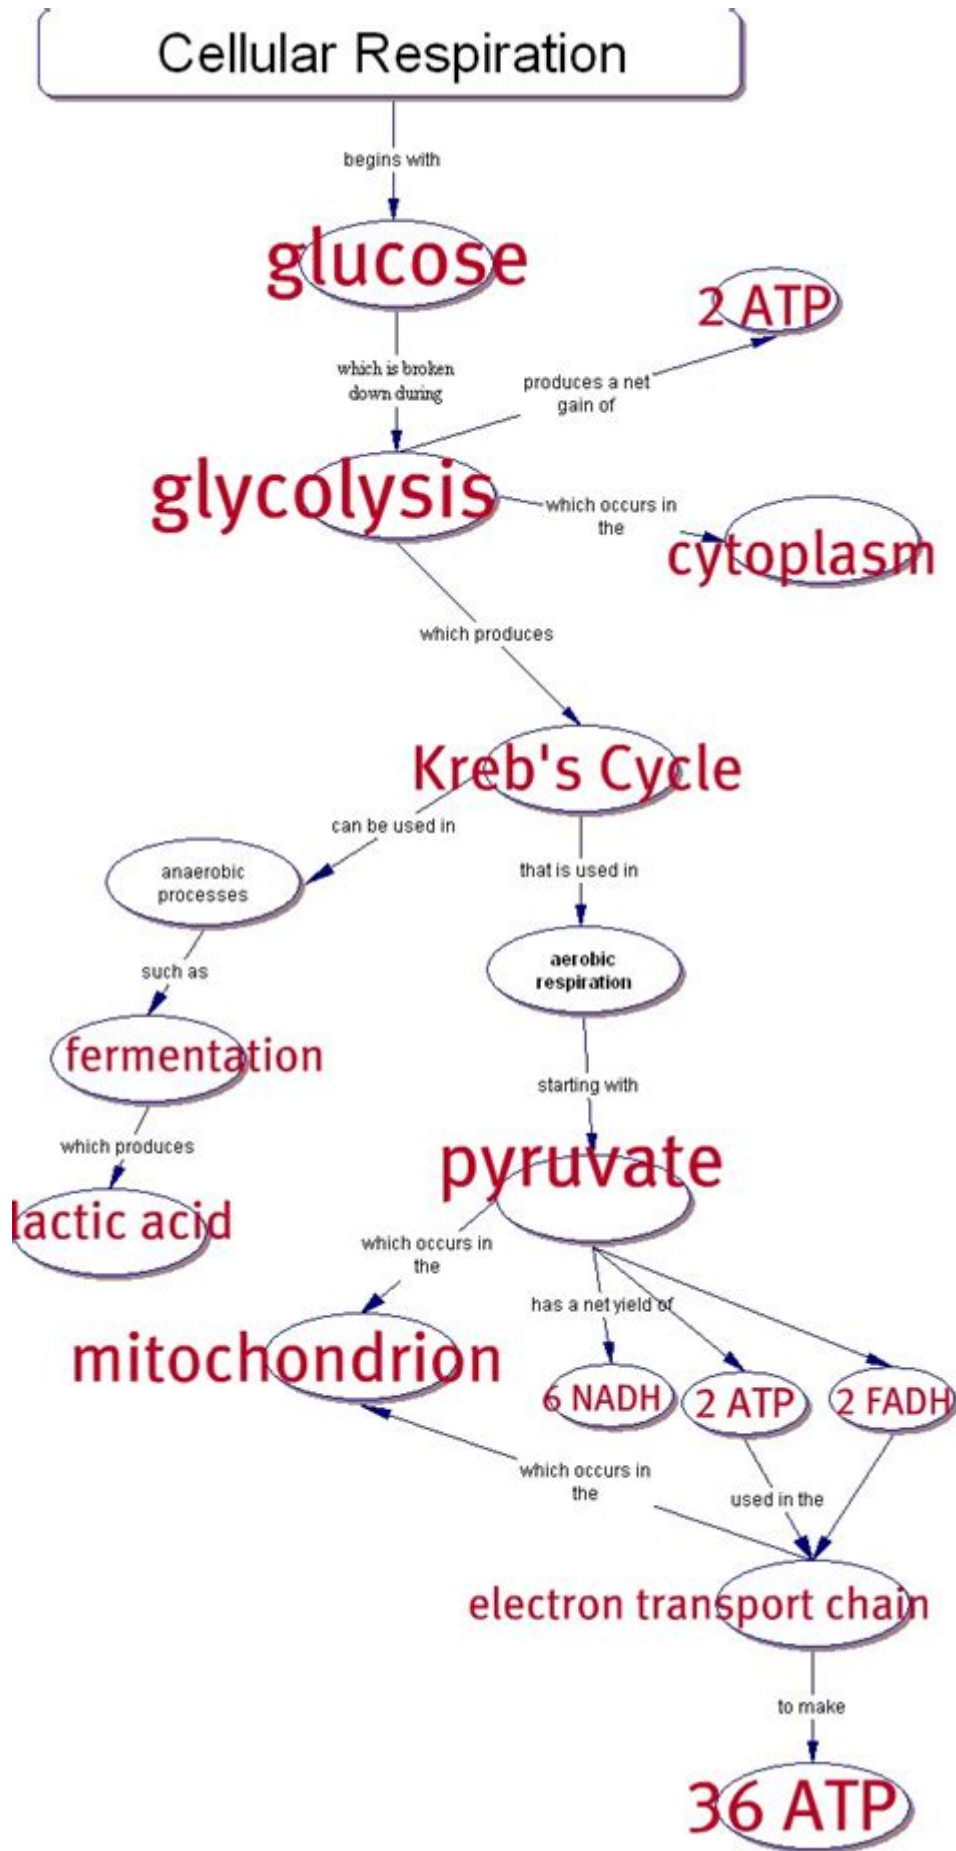 Cellular Respiration
begins with
glucose
2 ATP
which is broken
down during
produces a net
gain of
glycolysis
which occurs in
the
cytoplasm
which produces
Kreb's Cycle
can be used in
anaerobic
processes
that is used in
such as
aerobic
respiration
fermentation
starting with
which produces
pyruvate
lactic acid
which occurs in
the
has a net yield of
mitochondrion
6 NADH
2 ATP
2 FADH
which occurs in
the
used in the
electron transport chain
to make
36 ATP